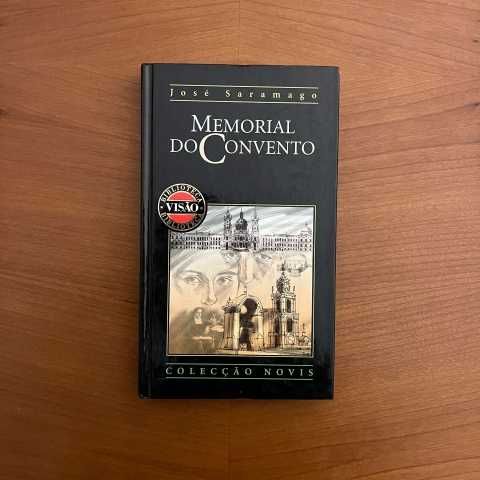 José Saramago
MEMORIAL
DO CONVENTO
BIBLIOTECA
VISÃO
BIBLIOTECA
COLECÇÃO NOVIS